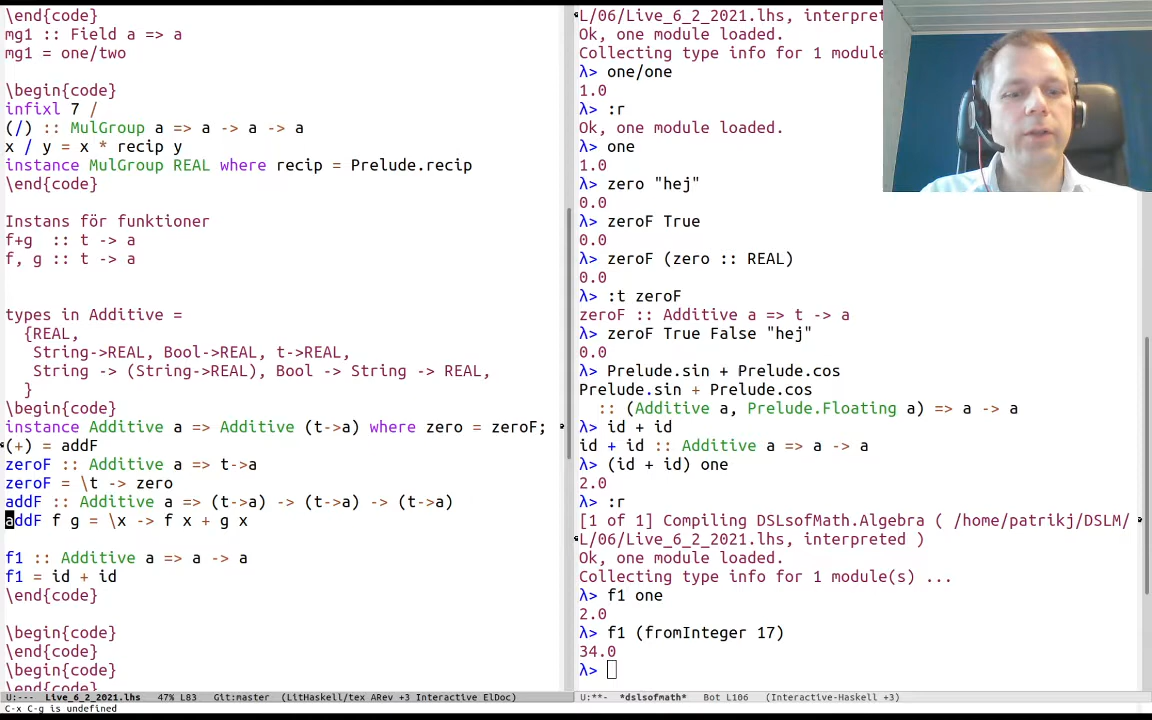 \end{code}
mg1 :: Field a => a
mg1 = one/two
\begin{code}
infixl 7 /
(/) :: MulGroup a => a -> a -> a
x / y = x * recip y
instance MulGroup REAL where recip = Prelude.recip
\end{code}
Instans för funktioner
f+g  :: t -> a
f, g :: t -> a
types in Additive =
{REAL,
String->REAL, Bool->REAL, t->REAL,
String -> (String->REAL), Bool -> String -> REAL,
}
\begin{code}
instance Additive a => Additive (t->a) where zero = zeroF;
(+) = addF
zeroF :: Additive a => t->a
zeroF = \t -> zero
addF :: Additive a => (t->a) -> (t->a) -> (t->a)
addF f g = \x -> f x + g x
f1 :: Additive a => a -> a
f1 = id + id
\end{code}
\begin{code}
\end{code}
\begin{code}
U:---  Live_6_2_2021.lhs  47% L83  Git:master  (LitHaskell/tex ARev +3 Interactive ElDoc)
C-x C-g is undefined
L/06/Live_6_2_2021.lhs, interpret
Ok, one module loaded.
Collecting type info for 1 module
λ> one/one
1.0
λ> :r
Ok, one module loaded.
λ> one
1.0
λ> zero "hej"
0.0
λ> zeroF True
0.0
λ> zeroF (zero :: REAL)
0.0
λ> :t zeroF
zeroF :: Additive a => t -> a
λ> zeroF True False "hej"
0.0
λ> Prelude.sin + Prelude.cos
Prelude.sin + Prelude.cos
:: (Additive a, Prelude.Floating a) => a -> a
λ> id + id
id + id :: Additive a => a -> a
λ> (id + id) one
2.0
λ> :r
[1 of 1] Compiling DSLsofMath.Algebra ( /home/patrikj/DSLM/
L/06/Live_6_2_2021.lhs, interpreted )
Ok, one module loaded.
Collecting type info for 1 module(s) ...
λ> f1 one
2.0
λ> f1 (fromInteger 17)
34.0
λ>
U:**-  *dslsofmath*  Bot L106  (Interactive-Haskell +3)